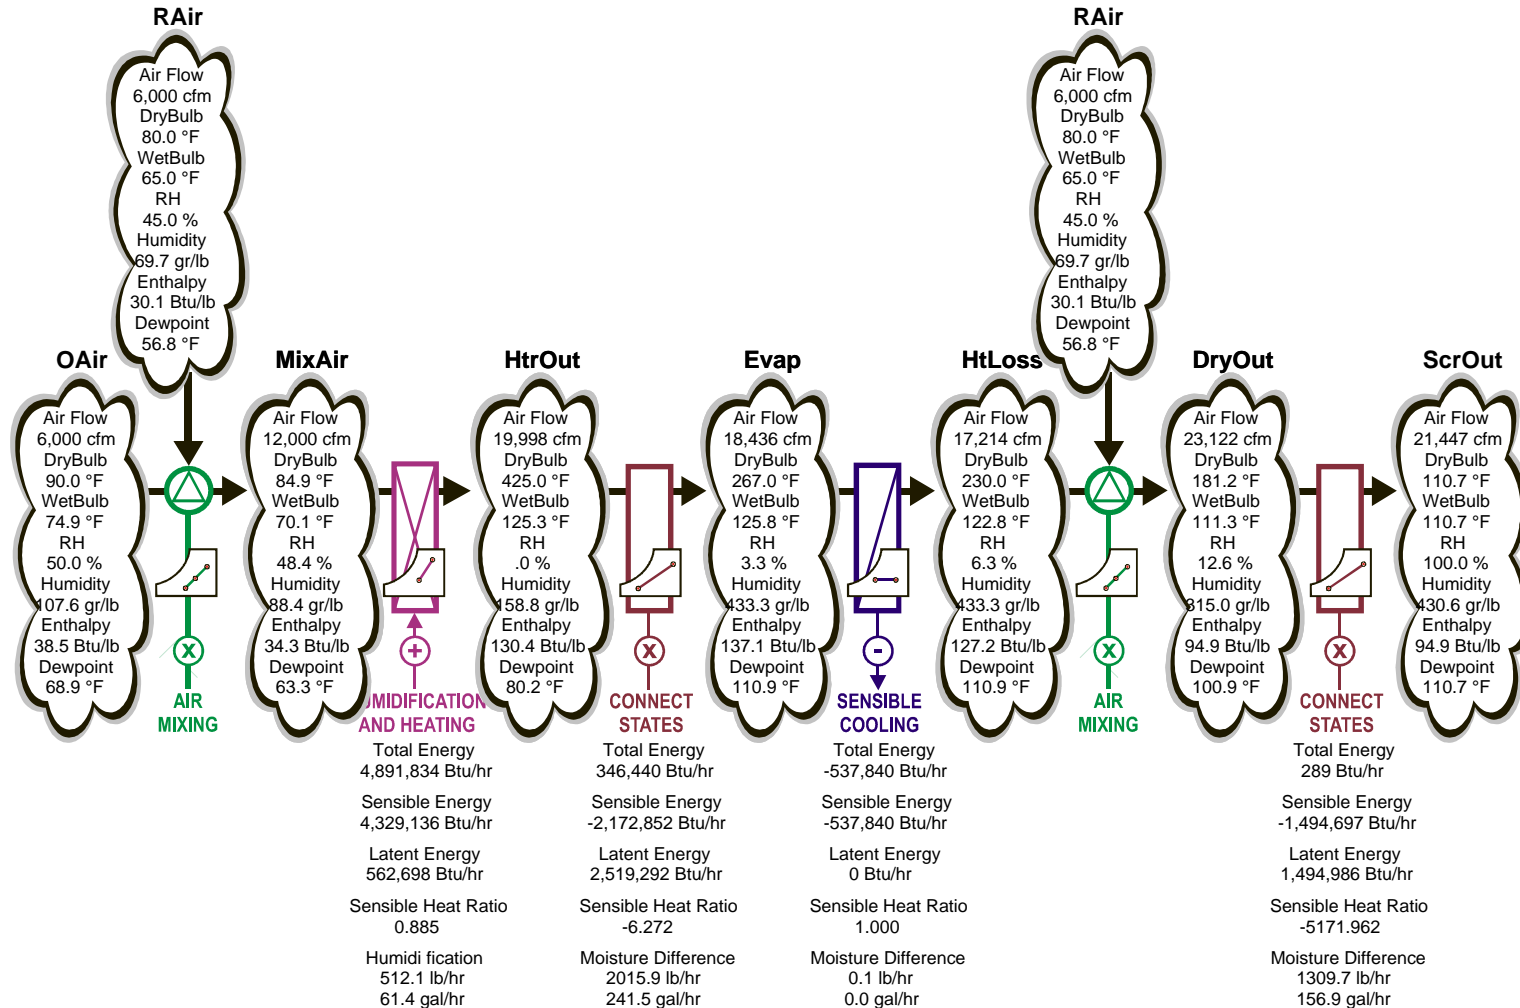 RAir
Air Flow
6,000 cfm
DryBulb
80.0 °F
WetBulb
65.0 °F
RH
45.0 %
Humidity
69.7 gr/lb
Enthalpy
30.1 Btu/lb
Dewpoint
56.8 °F
RAir
Air Flow
6,000 cfm
DryBulb
80.0 °F
WetBulb
65.0 °F
RH
45.0 %
Humidity
69.7 gr/lb
Enthalpy
30.1 Btu/lb
Dewpoint
56.8 °F
OAir
Air Flow
6,000 cfm
DryBulb
90.0 °F
WetBulb
74.9 °F
RH
50.0 %
Humidity
107.6 gr/lb
Enthalpy
38.5 Btu/lb
Dewpoint
68.9 °F
X
AIR
MIXING
MixAir
Air Flow
12,000 cfm
DryBulb
84.9 °F
WetBulb
70.1 °F
RH
48.4 %
Humidity
88.4 gr/lb
Enthalpy
34.3 Btu/lb
Dewpoint
63.3 °F
+
UMIDIFICATION
AND HEATING
Total Energy
4,891,834 Btu/hr
Sensible Energy
4,329,136 Btu/hr
Latent Energy
562,698 Btu/hr
Sensible Heat Ratio
0.885
Humidi fication
512.1 lb/hr
61.4 gal/hr
HtrOut
Air Flow
19,998 cfm
DryBulb
425.0 °F
WetBulb
125.3 °F
RH
.0 %
Humidity
158.8 gr/lb
Enthalpy
130.4 Btu/lb
Dewpoint
80.2 °F
X
CONNECT
STATES
Total Energy
346,440 Btu/hr
Sensible Energy
-2,172,852 Btu/hr
Latent Energy
2,519,292 Btu/hr
Sensible Heat Ratio
-6.272
Moisture Difference
2015.9 lb/hr
241.5 gal/hr
Evap
Air Flow
18,436 cfm
DryBulb
267.0 °F
WetBulb
125.8 °F
RH
3.3 %
Humidity
433.3 gr/lb
Enthalpy
137.1 Btu/lb
Dewpoint
110.9 °F
-
SENSIBLE
COOLING
Total Energy
-537,840 Btu/hr
Sensible Energy
-537,840 Btu/hr
Latent Energy
0 Btu/hr
Sensible Heat Ratio
1.000
Moisture Difference
0.1 lb/hr
0.0 gal/hr
HtLoss
Air Flow
17,214 cfm
DryBulb
230.0 °F
WetBulb
122.8 °F
RH
6.3 %
Humidity
433.3 gr/lb
Enthalpy
127.2 Btu/lb
Dewpoint
110.9 °F
X
AIR
MIXING
DryOut
Air Flow
23,122 cfm
DryBulb
181.2 °F
WetBulb
111.3 °F
RH
12.6 %
Humidity
315.0 gr/lb
Enthalpy
94.9 Btu/lb
Dewpoint
100.9 °F
X
CONNECT
STATES
Total Energy
289 Btu/hr
Sensible Energy
-1,494,697 Btu/hr
Latent Energy
1,494,986 Btu/hr
Sensible Heat Ratio
-5171.962
Moisture Difference
1309.7 lb/hr
156.9 gal/hr
ScrOut
Air Flow
21,447 cfm
DryBulb
110.7 °F
WetBulb
110.7 °F
RH
100.0 %
Humidity
430.6 gr/lb
Enthalpy
94.9 Btu/lb
Dewpoint
110.7 °F